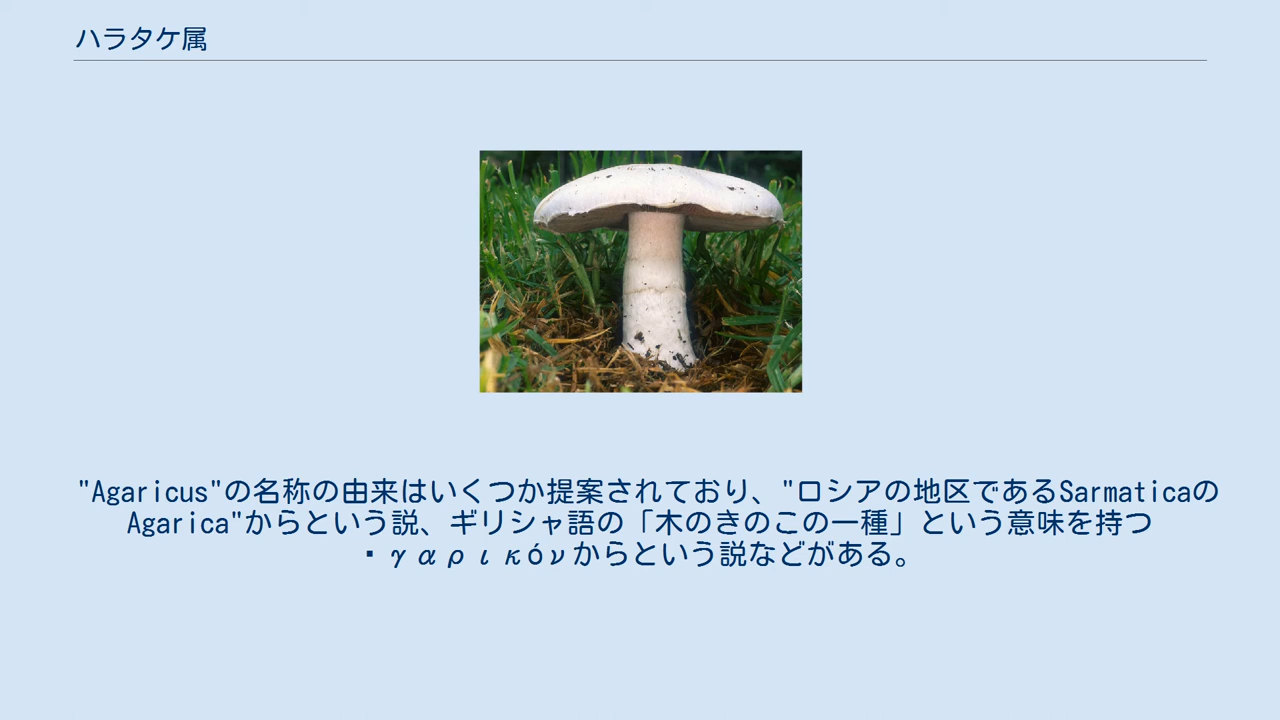 ハラタケ属
"Agaricus"の名称の由来はいくつか提案されており、"ロシアの地区であるSarmaticaの
Agarica"からという説、ギリシャ語の「木のきのこの一種」という意味を持つ
・γαρικόνからという説などがある。